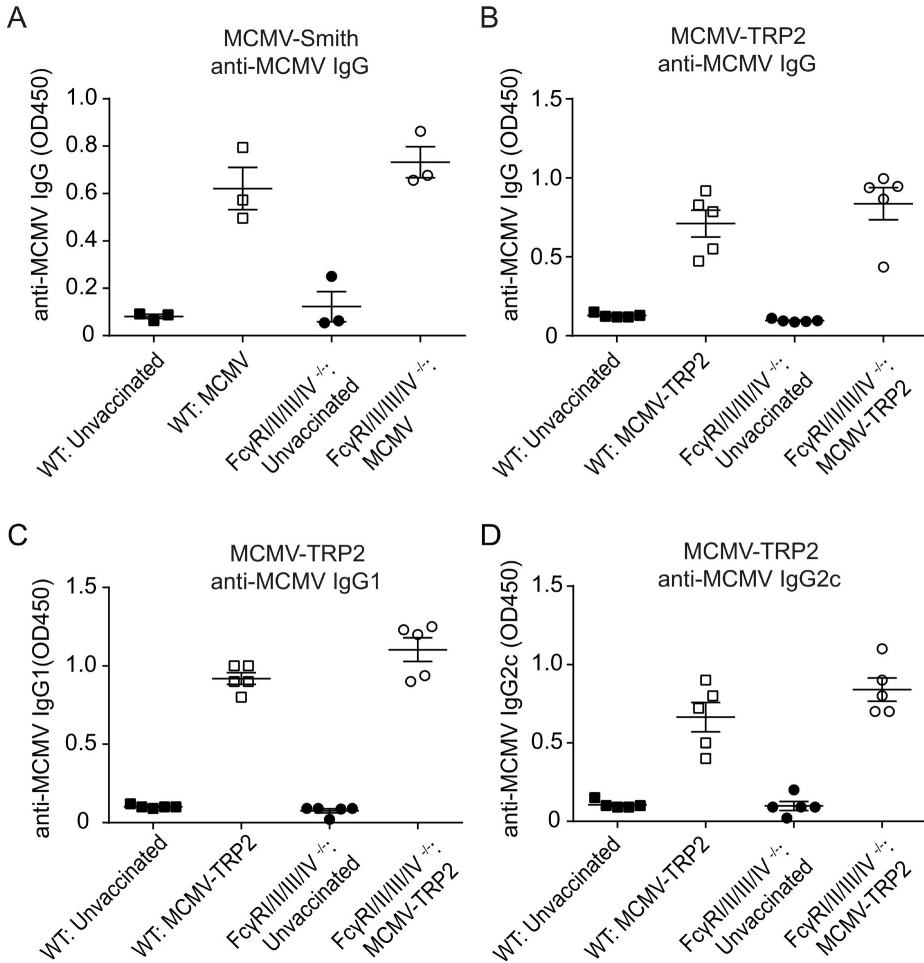 A
MCMV-Smith
anti-MCMV IgG
anti-MCMV IgG (OD450)
1.0
0.8
0.6
0.4
0.2
0
WT: Unvaccinated
WT: MCMV
FcγRI/II/III/IV -/-:
Unvaccinated
FcγRI/II/III/IV -/-:
MCMV
B
MCMV-TRP2
anti-MCMV IgG
anti-MCMV IgG (OD450)
1.5
1.0
0.5
0
WT: Unvaccinated
WT: MCMV-TRP2
FcγRI/II/III/IV -/-:
Unvaccinated
FcγRI/II/III/IV -/-:
MCMV-TRP2
C
MCMV-TRP2
anti-MCMV IgG1
anti-MCMV IgG1(OD450)
1.5
1.0
0.5
0
WT: Unvaccinated
WT: MCMV-TRP2
FcγRI/II/III/IV -/-:
Unvaccinated
FcγRI/II/III/IV -/-:
MCMV-TRP2
D
MCMV-TRP2
anti-MCMV IgG2c
anti-MCMV IgG2c (OD450)
1.5
1.0
0.5
0
WT: Unvaccinated
WT: MCMV-TRP2
FcγRI/II/III/IV -/-:
Unvaccinated
FcγRI/II/III/IV -/-:
MCMV-TRP2